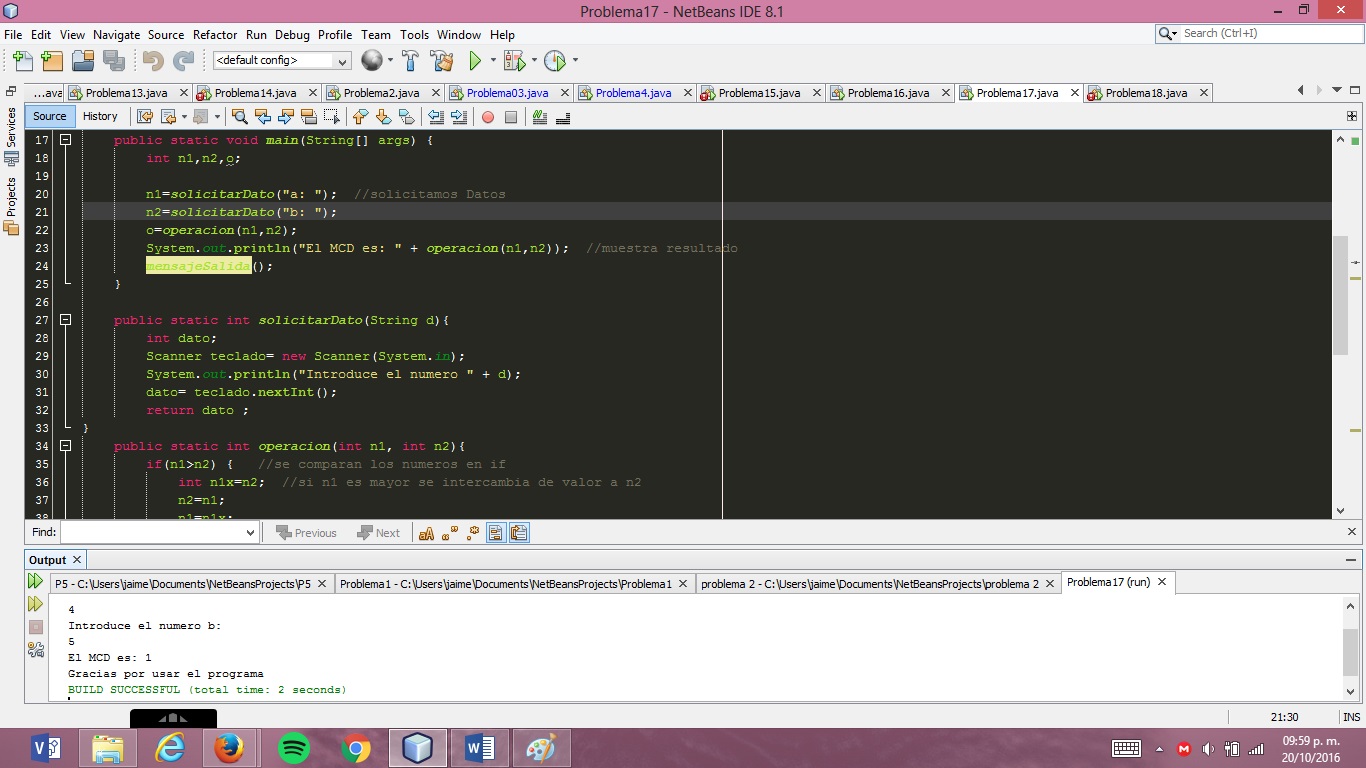 Problema17 - NetBeans IDE 8.1
File Edit View Navigate Source Refactor Run Debug Profile Team Tools Window Help
Search (Ctrl+I)
<default config>
...ava Problema13.java Problema14.java Problema2.java Problema03.java Problema4.java Problema15.java Problema16.java Problema17.java Problema18.java
Services
Projects
Source History
17 public static void main(String[] args) {
18 int n1,n2,o;
19
20 n1=solicitarDato("a: "); //solicitamos Datos
21 n2=solicitarDato("b: ");
22 o=operacion(n1,n2);
23 System.out.println("El MCD es: " + operacion(n1,n2)); //muestra resultado
24 mensajeSalida();
25 }
26
27 public static int solicitarDato(String d){
28 int dato;
29 Scanner teclado= new Scanner(System.in);
30 System.out.println("Introduce el numero " + d);
31 dato= teclado.nextInt();
32 return dato ;
33 }
34 public static int operacion(int n1, int n2){
35 if(n1>n2) { //se comparan los numeros en if
36 int n1x=n2; //si n1 es mayor se intercambia de valor a n2
37 n2=n1;
38 n1=n1x;
Find: Previous Next
Output
P5 - C:\Users\jaime\Documents\NetBeansProjects\P5 Problema1 - C:\Users\jaime\Documents\NetBeansProjects\Problema1 problema 2 - C:\Users\jaime\Documents\NetBeansProjects\problema 2 Problema17 (run)
4
Introduce el numero b:
5
El MCD es: 1
Gracias por usar el programa
BUILD SUCCESSFUL (total time: 2 seconds)
21:30 INS
09:59 p. m.
20/10/2016